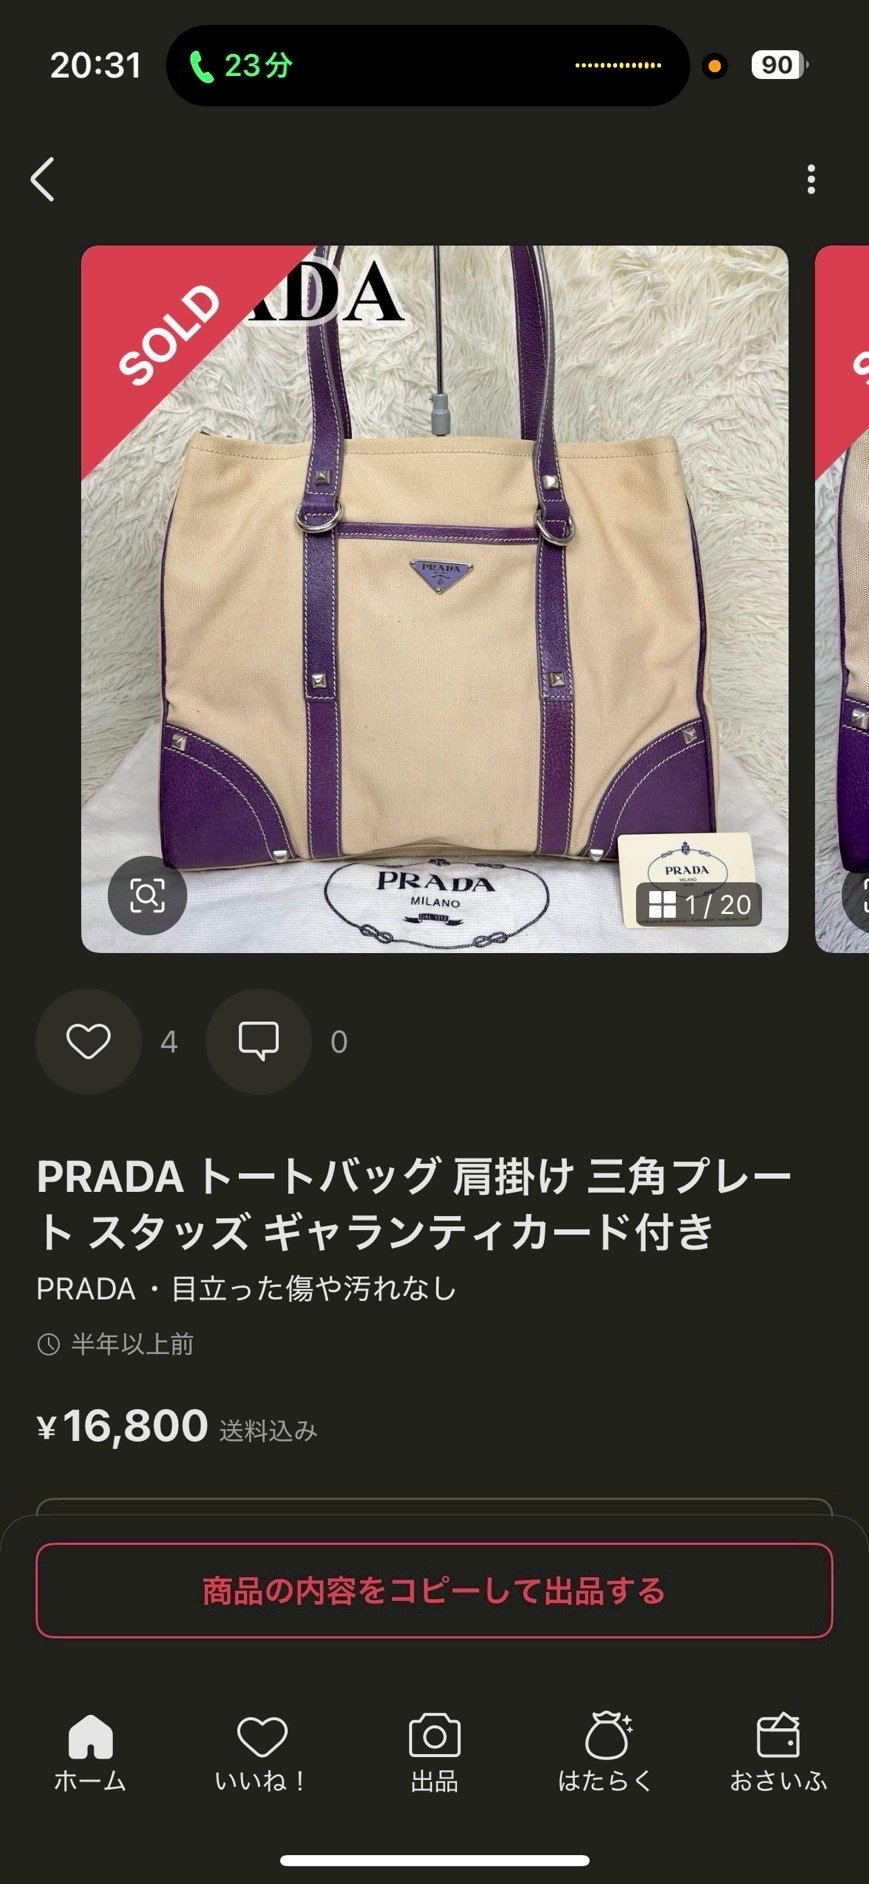 20:31
23分
90
SOLD
ADA
PRADA
PRADA
MILANO
PRADA
MILANO
1 / 20
4
0
PRADA トートバッグ 肩掛け 三角プレー
ト スタッズ ギャランティカード付き
PRADA・目立った傷や汚れなし
半年以上前
¥16,800 送料込み
商品の内容をコピーして出品する
ホーム
いいね！
出品
はたらく
おさいふ